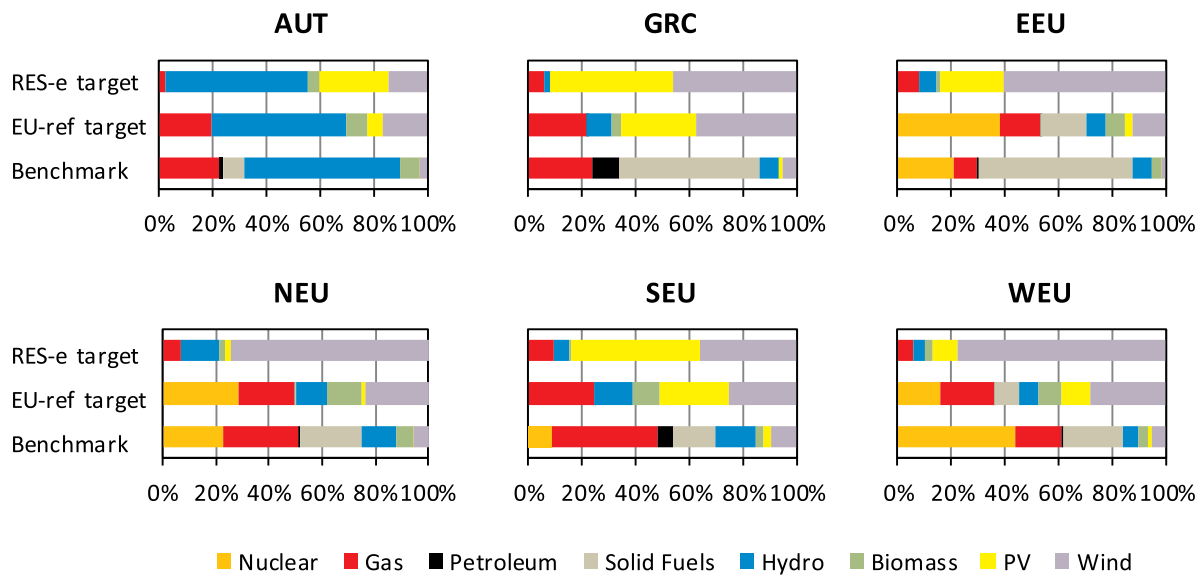 AUT GRC EEU
RES-e target
EU-ref target
Benchmark
0% 20% 40% 60% 80% 100% 0% 20% 40% 60% 80% 100% 0% 20% 40% 60% 80% 100%
NEU SEU WEU
RES-e target
EU-ref target
Benchmark
0% 20% 40% 60% 80% 100% 0% 20% 40% 60% 80% 100% 0% 20% 40% 60% 80% 100%
Nuclear Gas Petroleum Solid Fuels Hydro Biomass PV Wind